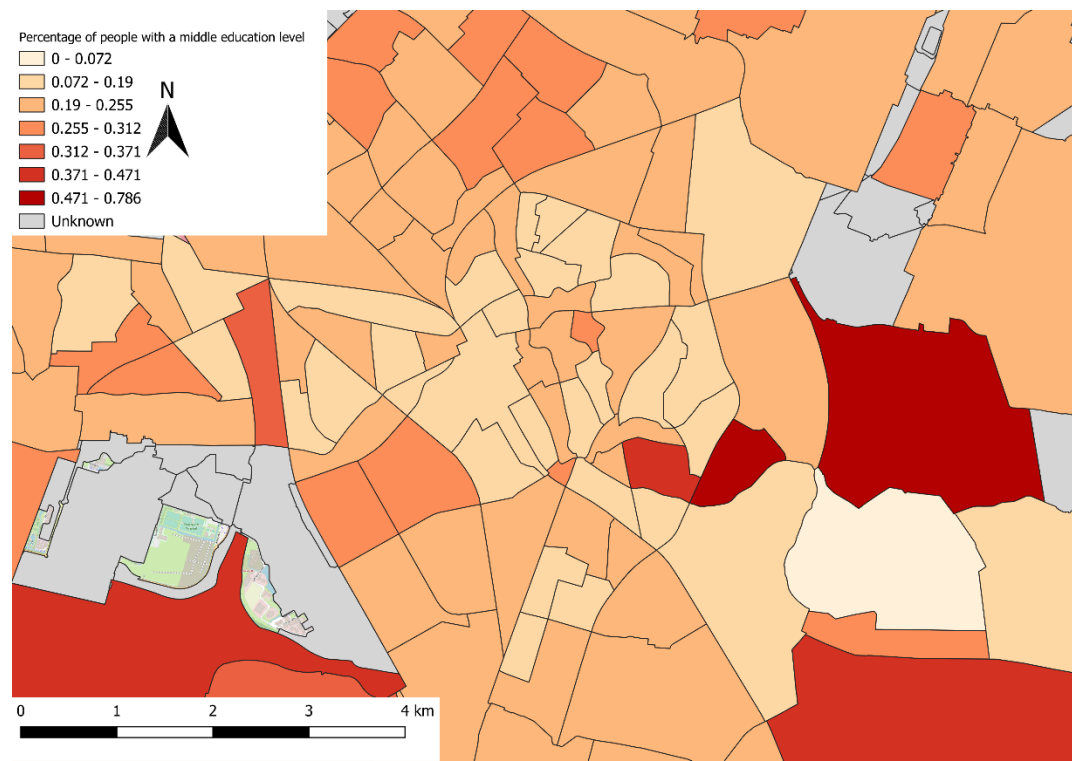 Percentage of people with a middle education level
0 - 0.072
0.072 - 0.19
0.19 - 0.255
0.255 - 0.312
0.312 - 0.371
0.371 - 0.471
0.471 - 0.786
Unknown
N
0 1 2 3 4 km